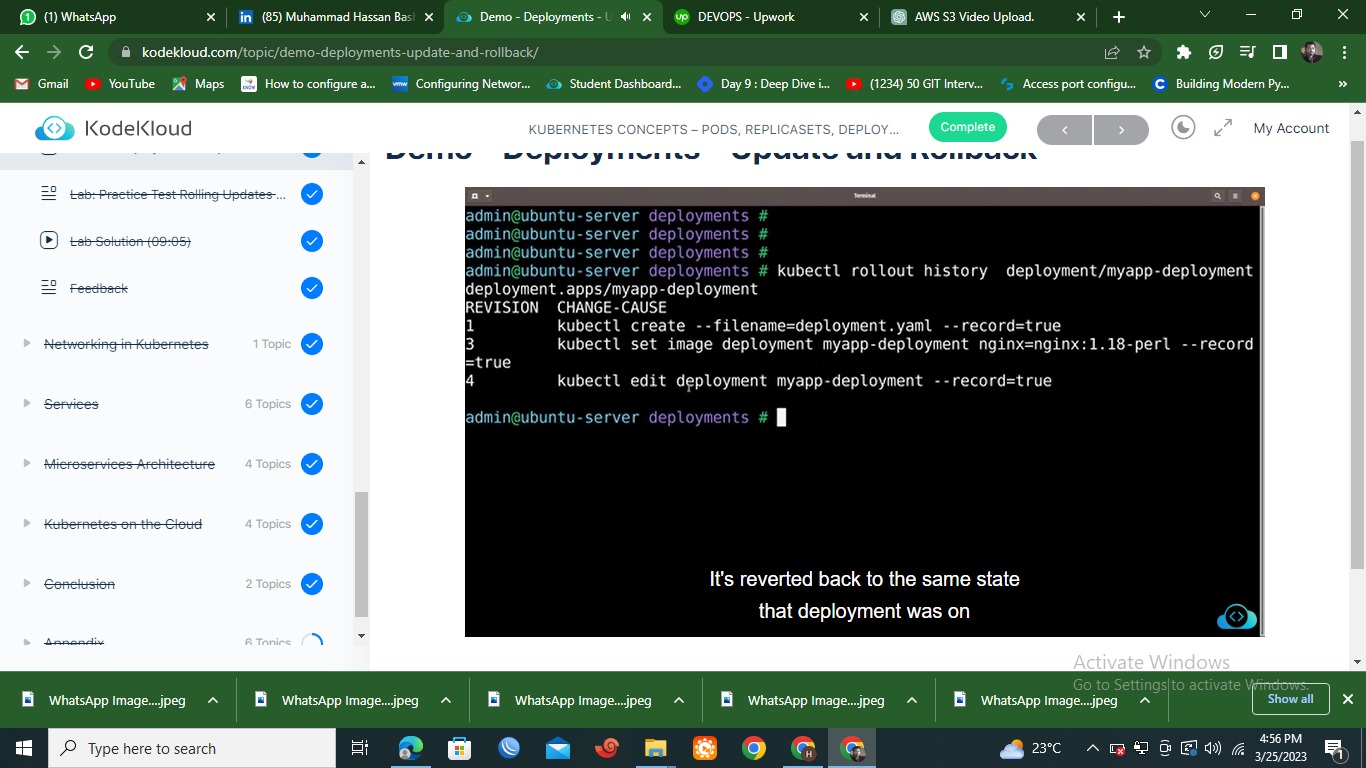 (1) WhatsApp
(85) Muhammad Hassan Bas
Demo - Deployments - U
up DEVOPS - Upwork
AWS S3 Video Upload.
kodekloud.com/topic/demo-deployments-update-and-rollback/
Gmail
YouTube
Maps
How to configure a...
vmw Configuring Networ...
Student Dashboard...
Day 9 : Deep Dive i...
(1234) 50 GIT Interv...
Access port configu...
Building Modern Py...
KodeKloud
KUBERNETES CONCEPTS – PODS, REPLICASETS, DEPLOY...
Complete
My Account
Demo – Deployments – Update and Rollback
Lab: Practice Test Rolling Updates ...
Lab Solution (09:05)
Feedback
Networking in Kubernetes 1 Topic
Services 6 Topics
Microservices Architecture 4 Topics
Kubernetes on the Cloud 4 Topics
Conclusion 2 Topics
Appendix 6 Topics
Terminal
admin@ubuntu-server deployments #
admin@ubuntu-server deployments #
admin@ubuntu-server deployments #
admin@ubuntu-server deployments # kubectl rollout history  deployment/myapp-deployment
deployment.apps/myapp-deployment
REVISION  CHANGE-CAUSE
1         kubectl create --filename=deployment.yaml --record=true
3         kubectl set image deployment myapp-deployment nginx=nginx:1.18-perl --record
=true
4         kubectl edit deployment myapp-deployment --record=true
admin@ubuntu-server deployments #
It's reverted back to the same state
that deployment was on
Activate Windows
Go to Settings to activate Windows.
WhatsApp Image....jpeg
WhatsApp Image....jpeg
WhatsApp Image....jpeg
WhatsApp Image....jpeg
WhatsApp Image....jpeg
Show all
Type here to search
23°C
4:56 PM
3/25/2023
1